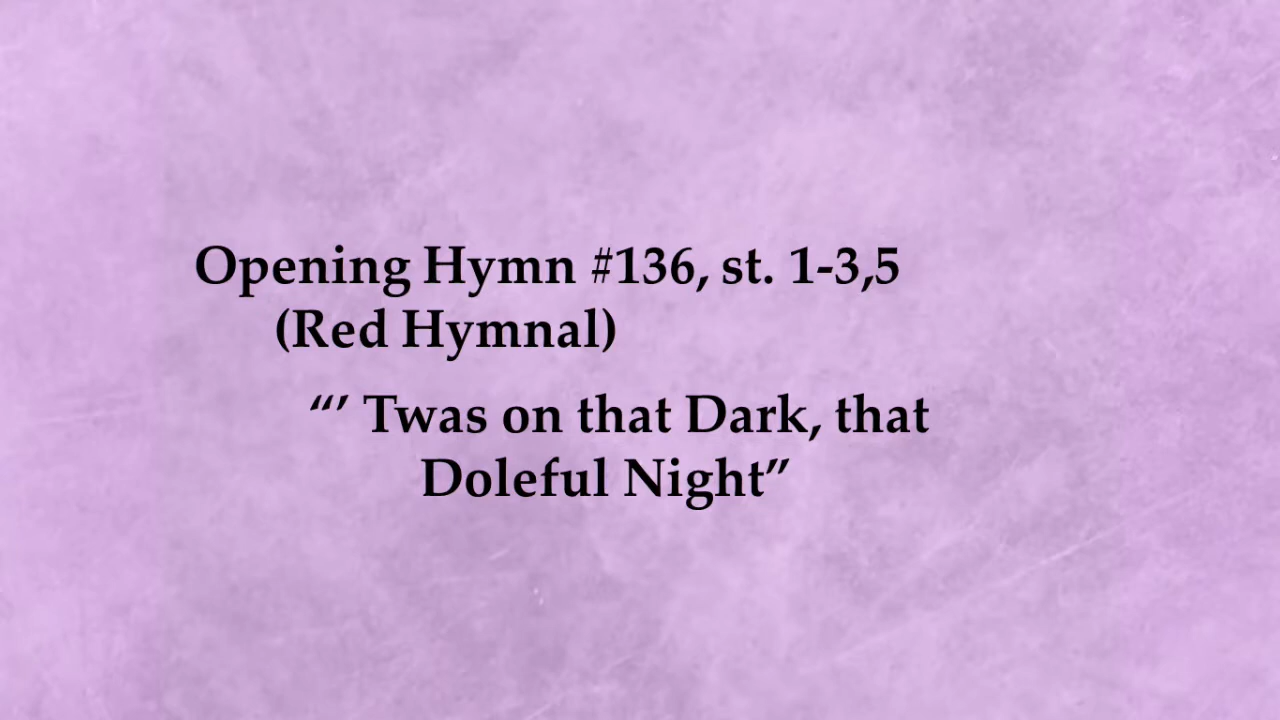 Opening Hymn #136, st. 1-3,5
(Red Hymnal)
“’ Twas on that Dark, that
Doleful Night”